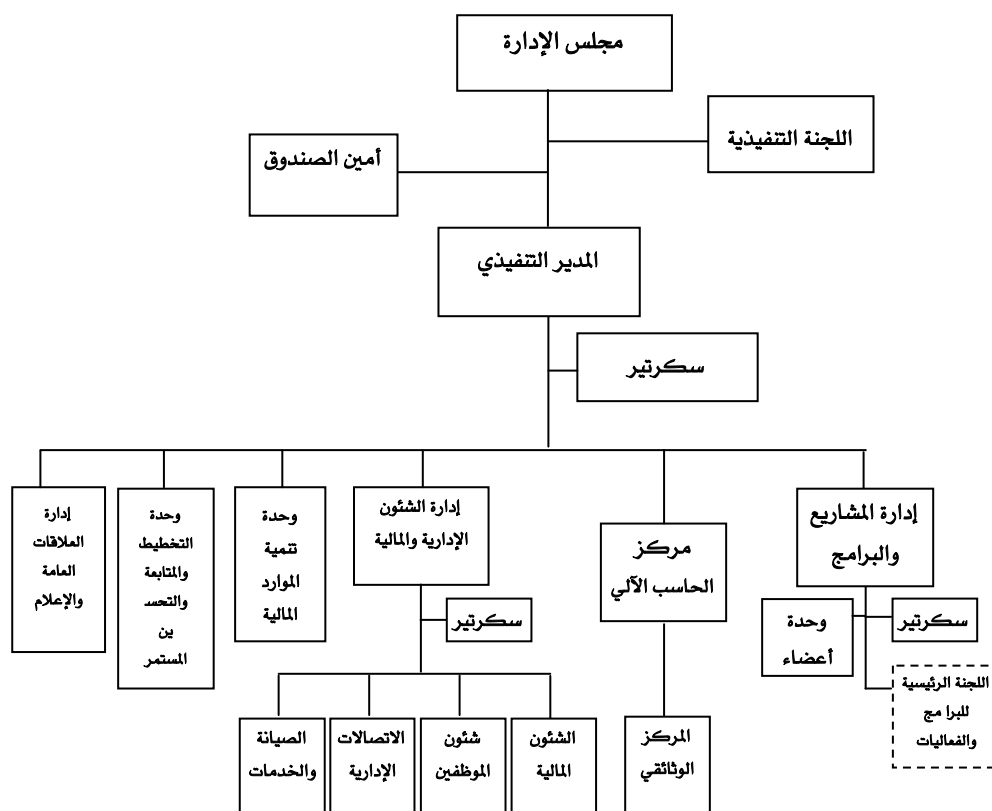 مجلس الإدارة
اللجنة التنفيذية
أمين الصندوق
المدير التنفيذي
سكرتير
إدارة المشاريع
والبرامج
مركز
الحاسب الآلي
إدارة الشئون
الإدارية والمالية
وحدة
تنمية
الموارد
المالية
وحدة
التخطيط
والمتابعة
والتحسد
ين
المستمر
إدارة
العلاقات
العامة
والإعلام
سكرتير
وحدة
أعضاء
اللجنة الرئيسية
للبرا مج
والفعاليات
سكرتير
المركز
الوثائقي
الشئون
المالية
شئون
الموظفين
الاتصالات
الإدارية
الصيانة
والخدمات